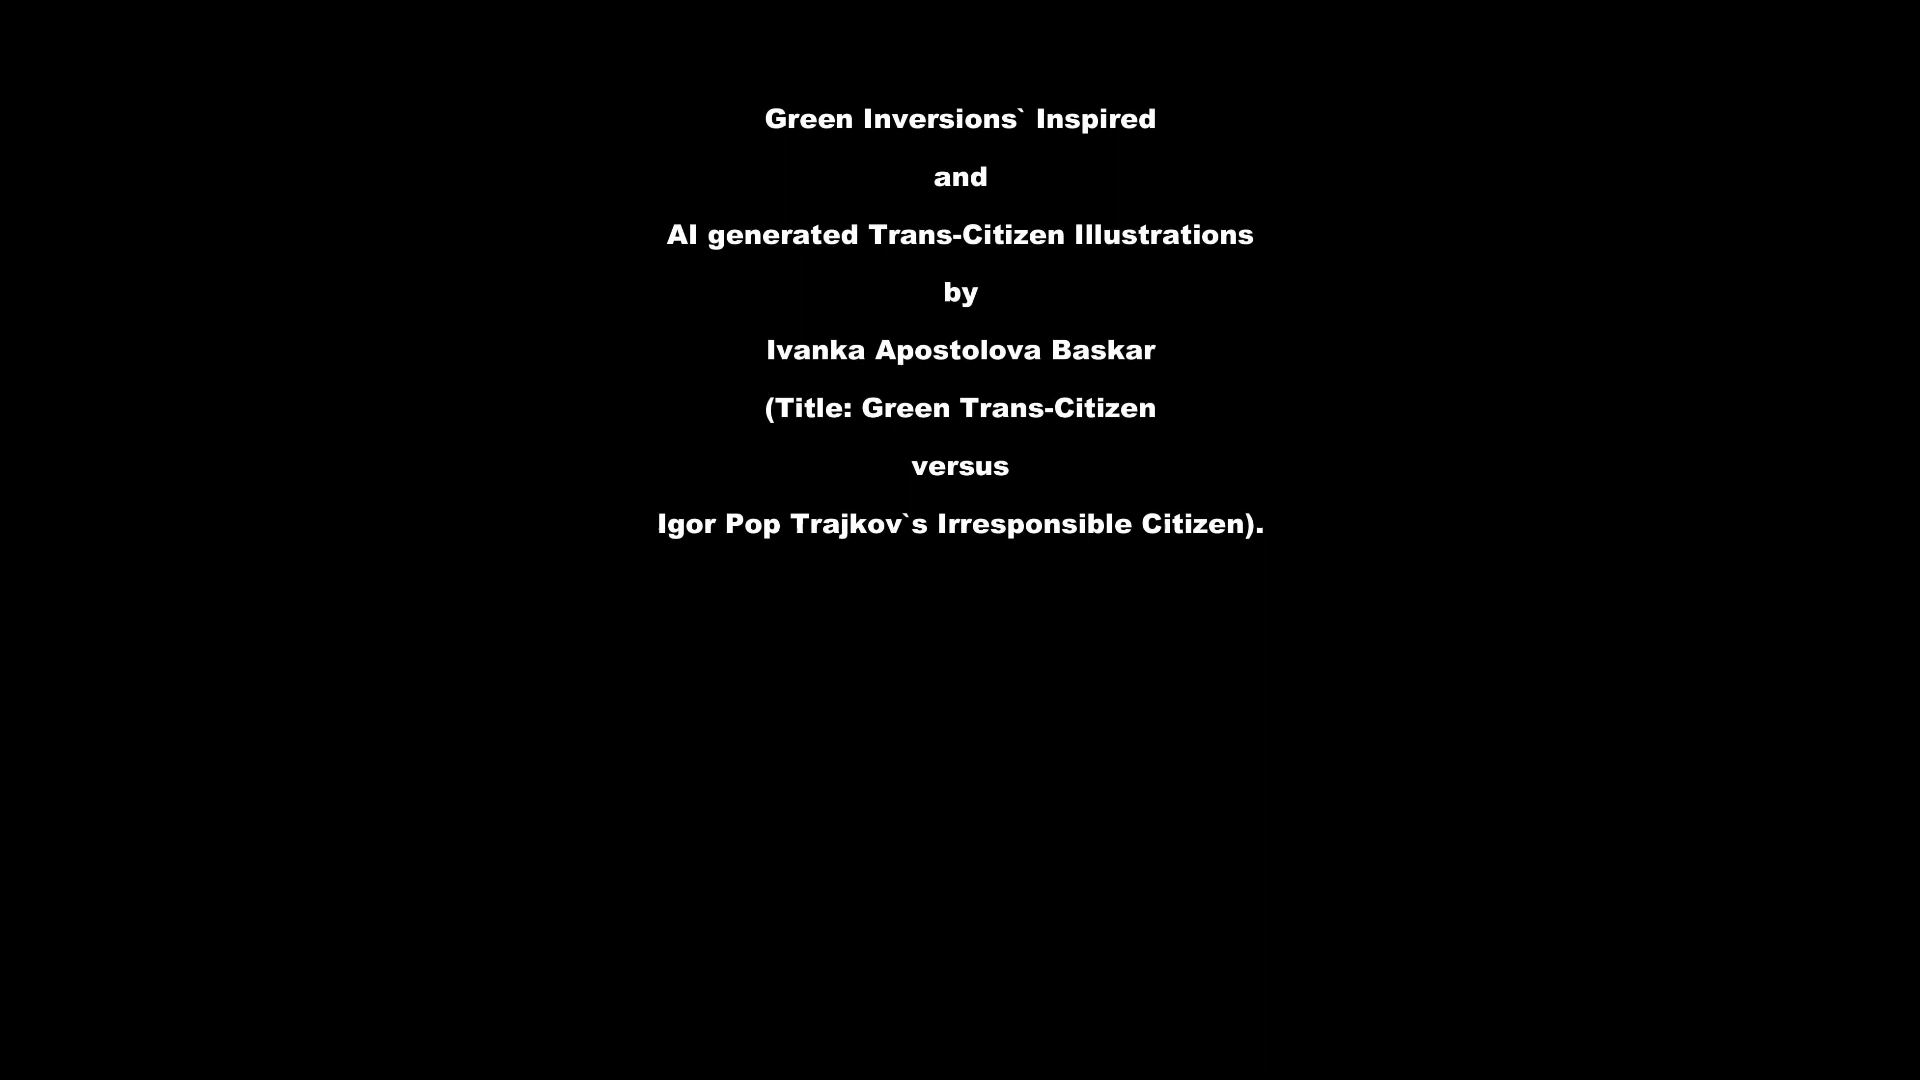 Green Inversions` Inspired
and
AI generated Trans-Citizen Illustrations
by
Ivanka Apostolova Baskar
(Title: Green Trans-Citizen
versus
Igor Pop Trajkov`s Irresponsible Citizen).